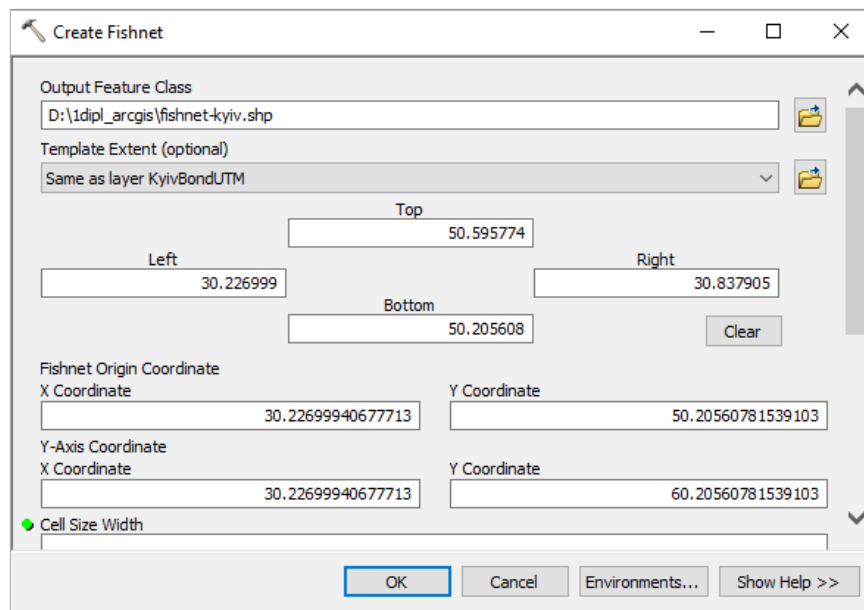 Create Fishnet
Output Feature Class
D:\1dipl_arcgis\fishnet-kyiv.shp
Template Extent (optional)
Same as layer KyivBondUTM
Top
50.595774
Left Right
30.226999 30.837905
Bottom
50.205608 Clear
Fishnet Origin Coordinate
X Coordinate Y Coordinate
30.22699940677713 50.20560781539103
Y-Axis Coordinate
X Coordinate Y Coordinate
30.22699940677713 60.20560781539103
Cell Size Width
OK Cancel Environments... Show Help >>